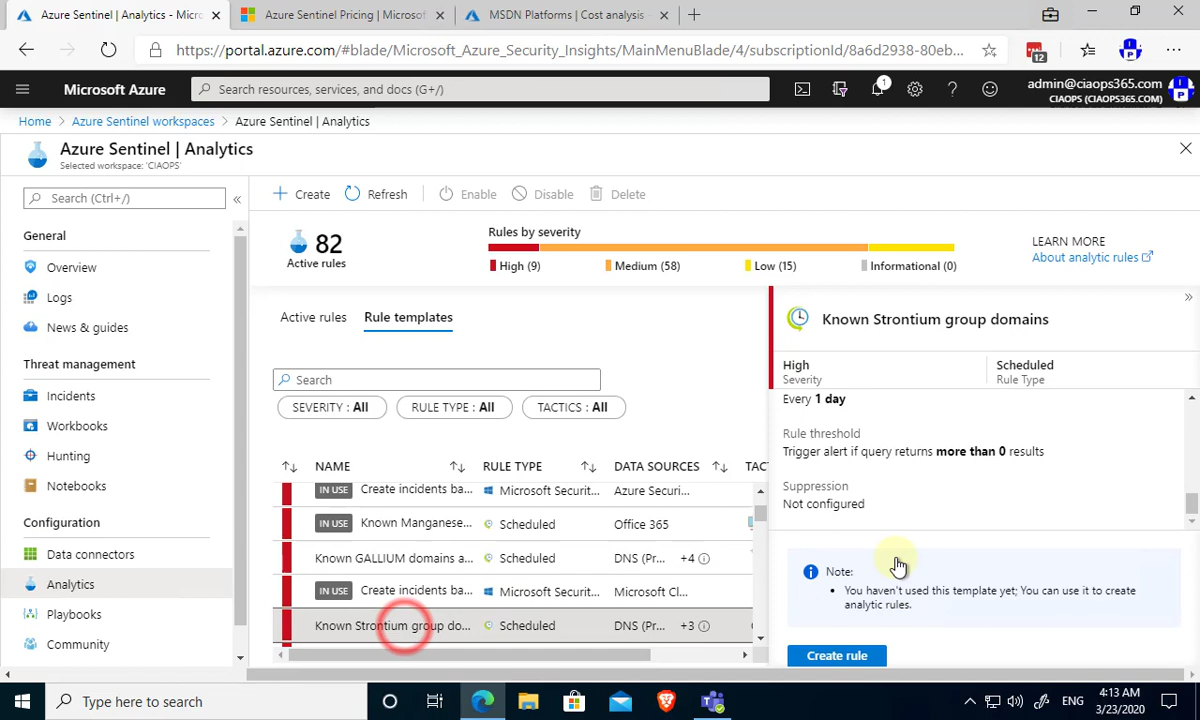 Azure Sentinel | Analytics - Micro
Azure Sentinel Pricing | Microsof
MSDN Platforms | Cost analysis -
https://portal.azure.com/#blade/Microsoft_Azure_Security_Insights/MainMenuBlade/4/subscriptionId/8a6d2938-80eb...
12
Microsoft Azure
Search resources, services, and docs (G+/)
1
admin@ciaops365.com
CIAOPS (CIAOPS365.COM)
Home > Azure Sentinel workspaces > Azure Sentinel | Analytics
Azure Sentinel | Analytics
Selected workspace: 'CIAOPS'
Search (Ctrl+/)
General
Overview
Logs
News & guides
Threat management
Incidents
Workbooks
Hunting
Notebooks
Configuration
Data connectors
Analytics
Playbooks
Community
Create
Refresh
Enable
Disable
Delete
82
Active rules
Rules by severity
High (9)
Medium (58)
Low (15)
Informational (0)
LEARN MORE
About analytic rules
Active rules
Rule templates
Search
SEVERITY : All
RULE TYPE : All
TACTICS : All
NAME RULE TYPE DATA SOURCES TACT
IN USE Create incidents ba... Microsoft Securit... Azure Securi...
IN USE Known Manganese... Scheduled Office 365
Known GALLIUM domains a... Scheduled DNS (Pr... +4
IN USE Create incidents ba... Microsoft Securit... Microsoft Cl...
Known Strontium group do... Scheduled DNS (Pr... +3
Known Strontium group domains
High
Severity
Scheduled
Rule Type
Every 1 day
Rule threshold
Trigger alert if query returns more than 0 results
Suppression
Not configured
Note:
• You haven't used this template yet; You can use it to create
analytic rules.
Create rule
Type here to search
ENG
4:13 AM
3/23/2020